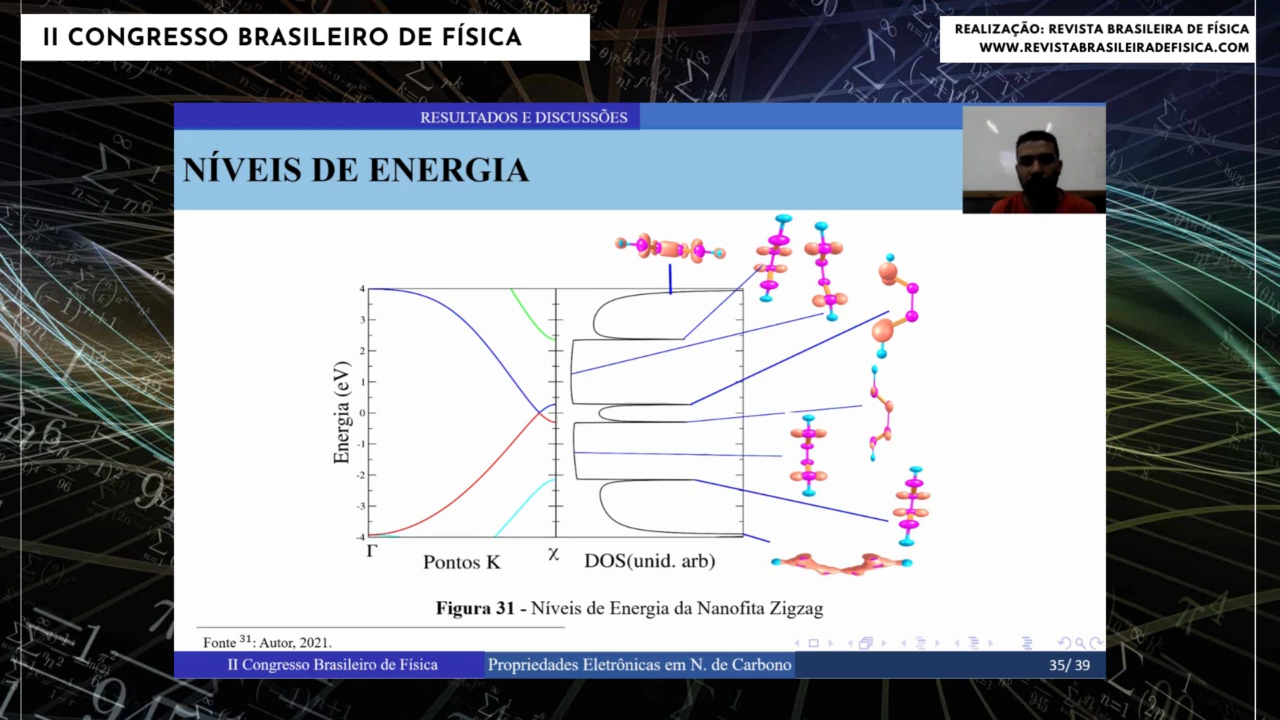 II CONGRESSO BRASILEIRO DE FÍSICA
REALIZAÇÃO: REVISTA BRASILEIRA DE FÍSICA
WWW.REVISTABRASILEIRADEFISICA.COM
RESULTADOS E DISCUSSÕES
NÍVEIS DE ENERGIA
Energia (eV)
4
3
2
1
0
-1
-2
-3
-4
Γ
Pontos K
χ
DOS(unid. arb)
Figura 31 - Níveis de Energia da Nanofita Zigzag
Fonte 31: Autor, 2021.
II Congresso Brasileiro de Física
Propriedades Eletrônicas em N. de Carbono
35/ 39